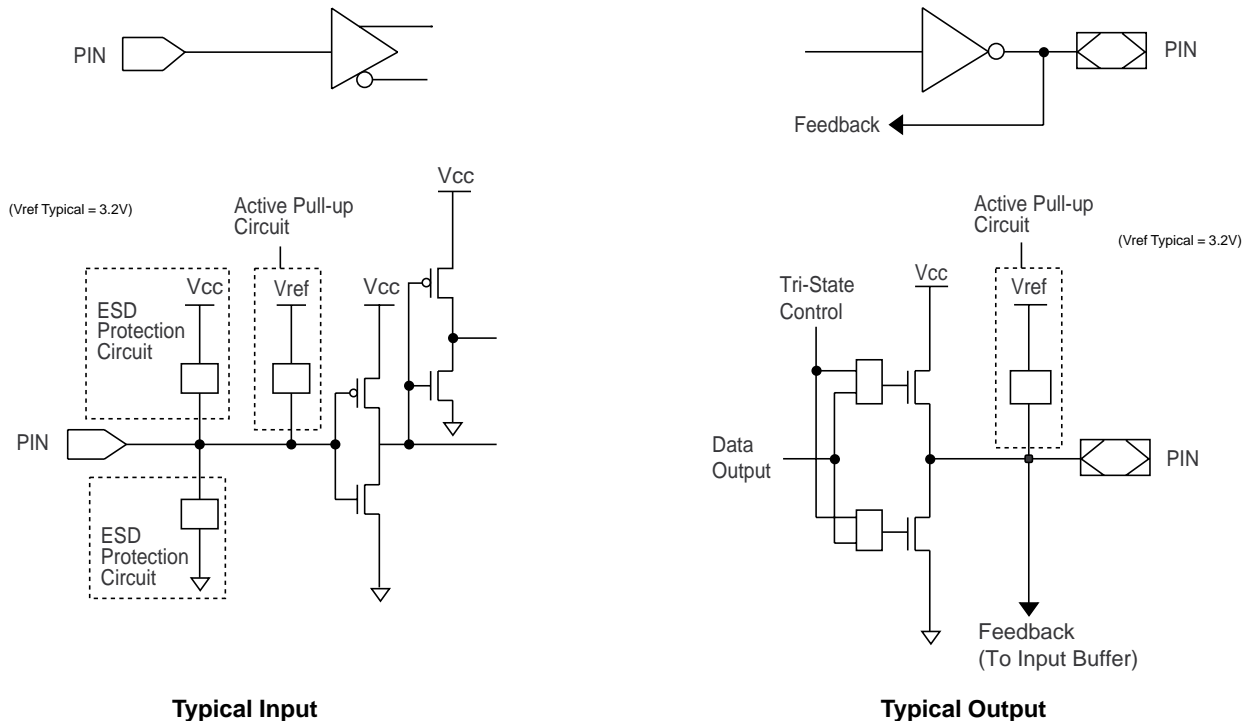 PIN
PIN
Feedback
Vcc
(Vref Typical = 3.2V)
Active Pull-up
Circuit
Vcc
Vref
Vcc
ESD
Protection
Circuit
PIN
ESD
Protection
Circuit
Typical Input
Active Pull-up
Circuit
(Vref Typical = 3.2V)
Tri-State
Control
Vcc
Vref
Data
Output
PIN
Feedback
(To Input Buffer)
Typical Output